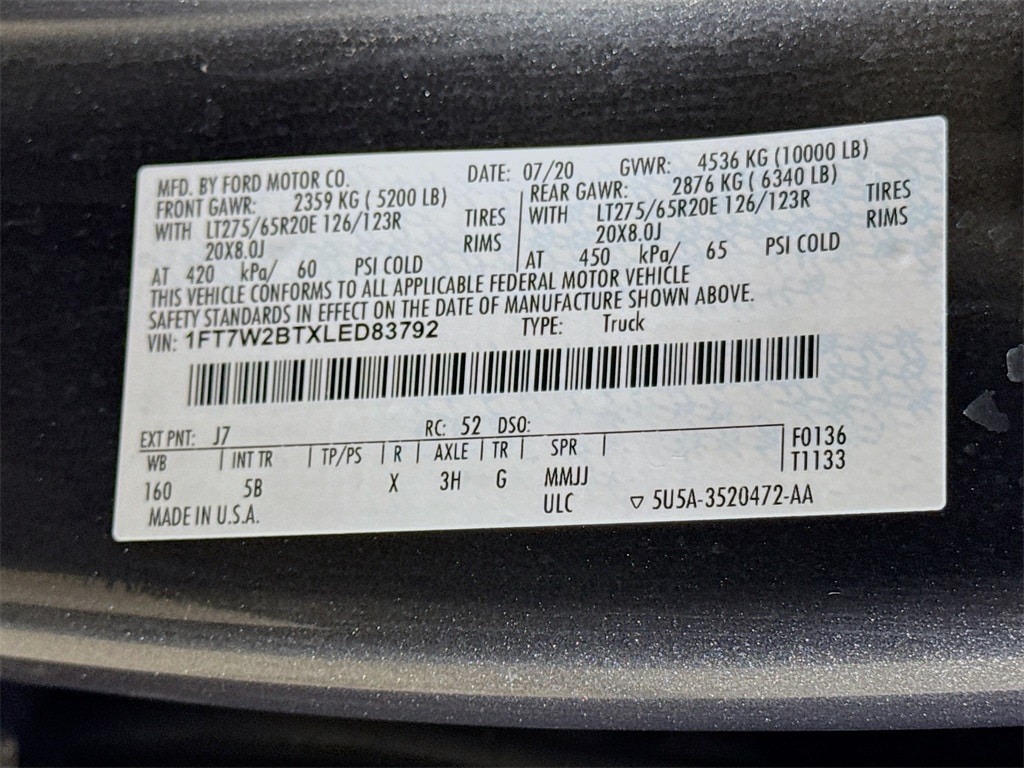 MFD. BY FORD MOTOR CO. DATE: 07/20 GVWR: 4536 KG (10000 LB)
FRONT GAWR: 2359 KG ( 5200 LB) REAR GAWR: 2876 KG ( 6340 LB)
WITH LT275/65R20E 126/123R TIRES WITH LT275/65R20E 126/123R TIRES
20X8.0J RIMS 20X8.0J RIMS
AT 420 kPa/ 60 PSI COLD AT 450 kPa/ 65 PSI COLD
THIS VEHICLE CONFORMS TO ALL APPLICABLE FEDERAL MOTOR VEHICLE
SAFETY STANDARDS IN EFFECT ON THE DATE OF MANUFACTURE SHOWN ABOVE.
VIN: 1FT7W2BTXLED83792 TYPE: Truck
EXT PNT: J7 RC: 52 DSO:
WB | INT TR | TP/PS | R | AXLE | TR | SPR | F0136
160 5B X 3H G MMJJ T1133
MADE IN U.S.A. ULC ▽ 5U5A-3520472-AA